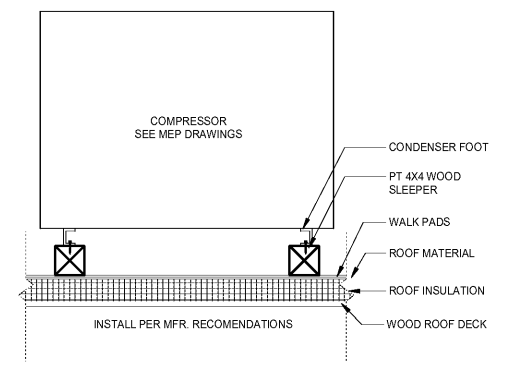 COMPRESSOR
SEE MEP DRAWINGS
CONDENSER FOOT
PT 4X4 WOOD
SLEEPER
WALK PADS
ROOF MATERIAL
ROOF INSULATION
WOOD ROOF DECK
INSTALL PER MFR. RECOMENDATIONS